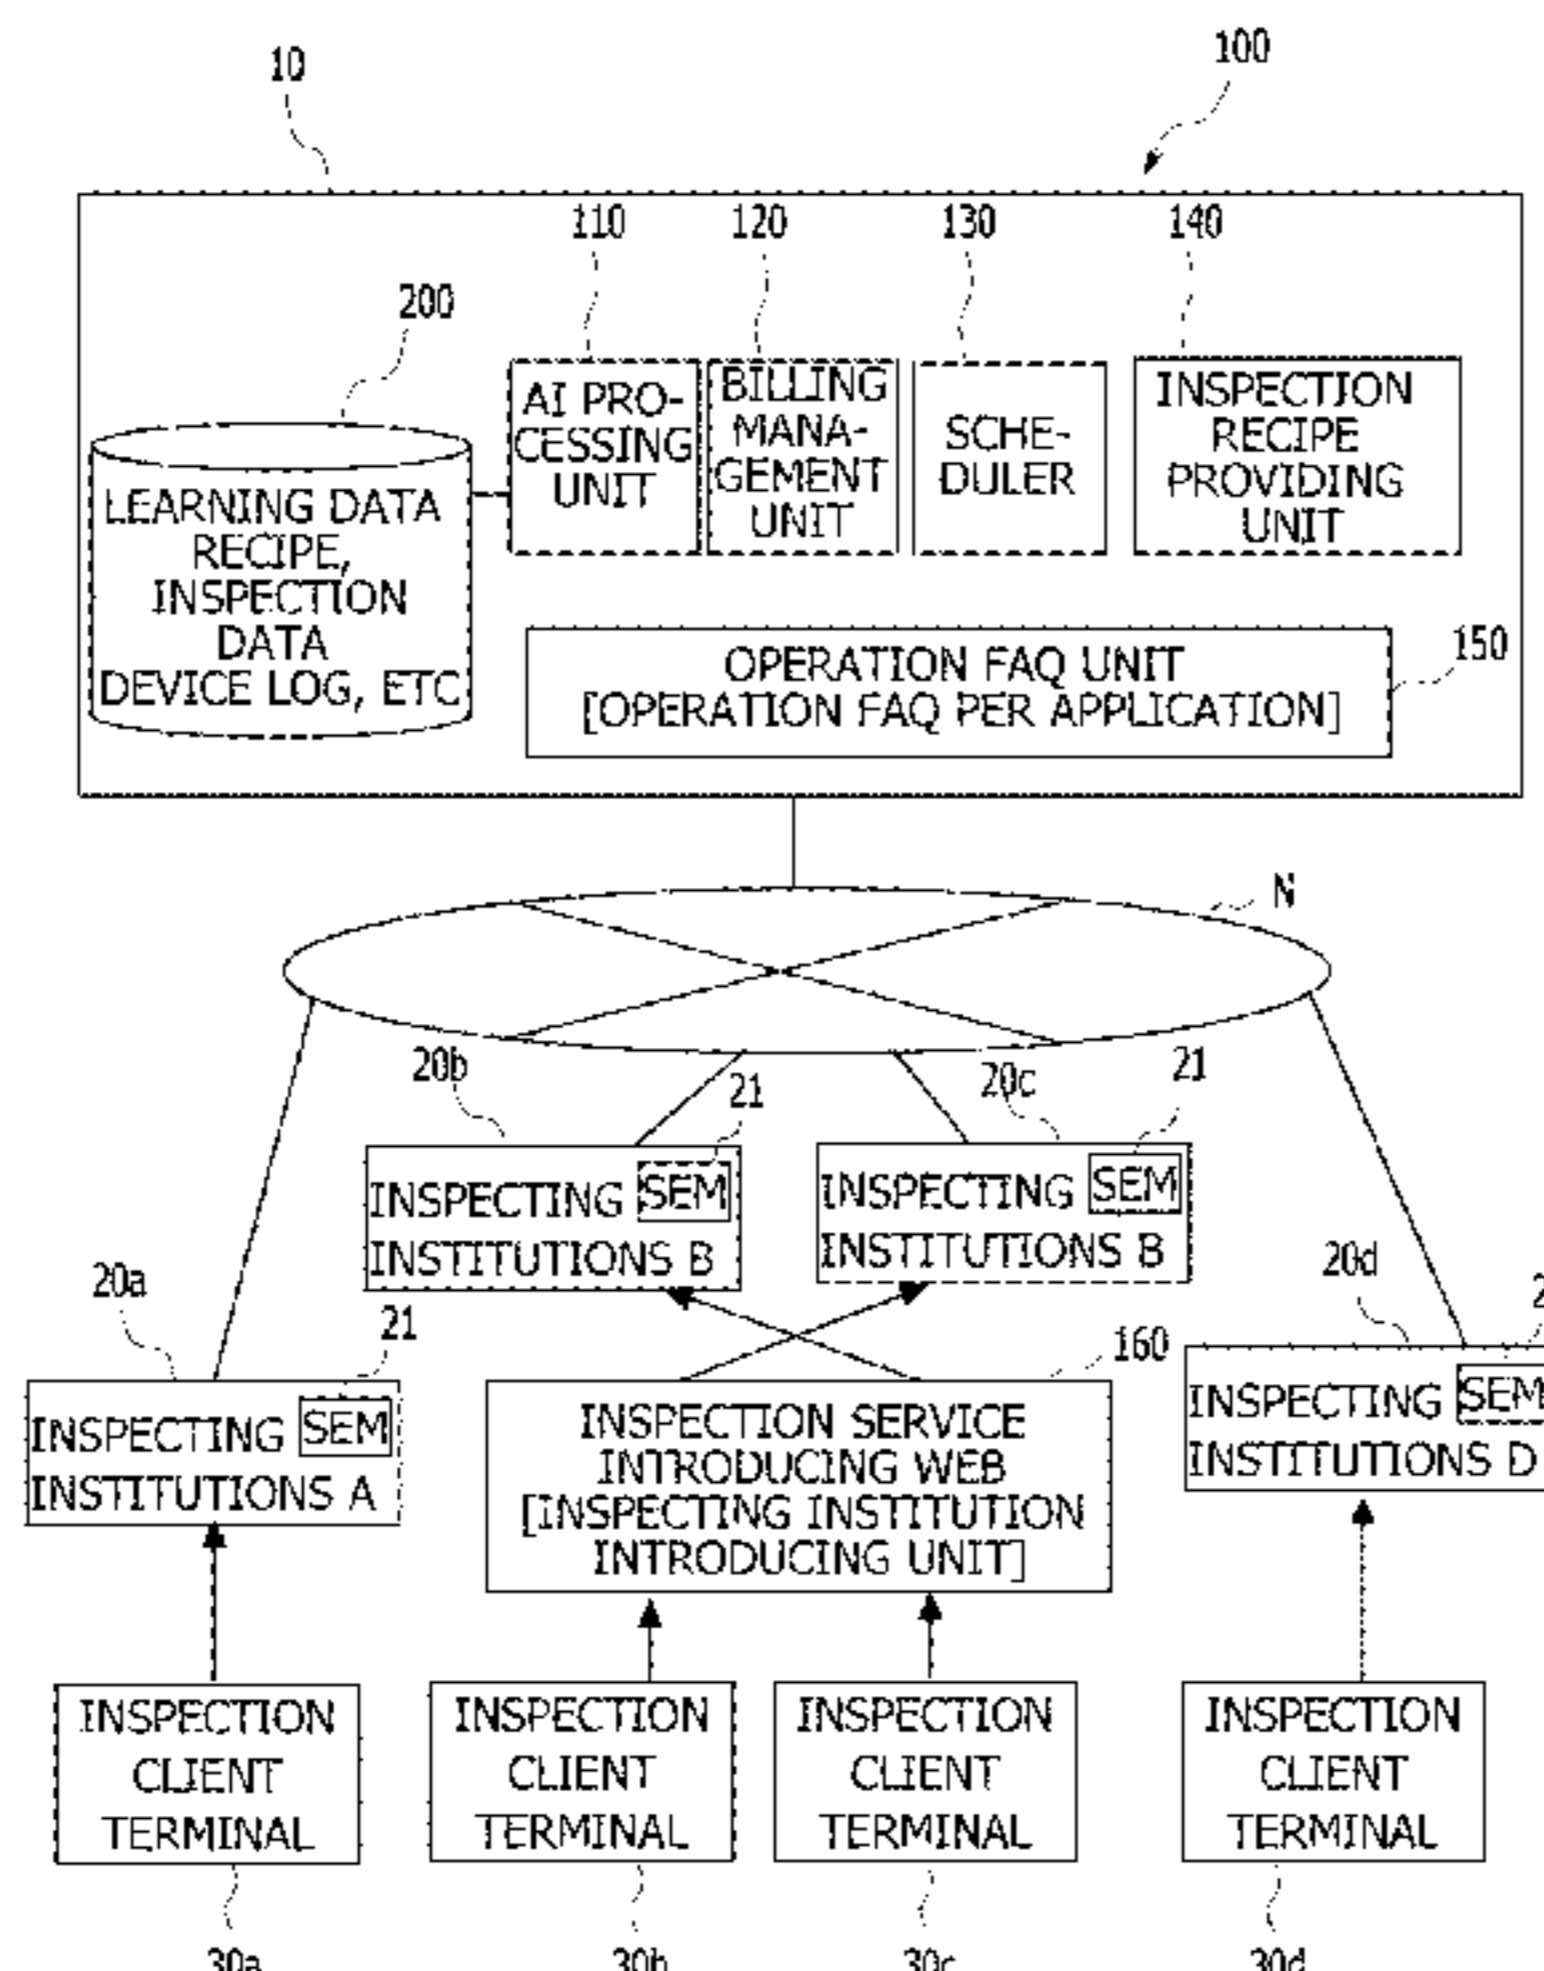 10
100
110
120
130
140
200
AI PRO-
CESSING
UNIT
BILLING
MANA-
GEMENT
UNIT
SCHE-
DULER
INSPECTION
RECIPE
PROVIDING
UNIT
LEARNING DATA
RECIPE,
INSPECTION
DATA
DEVICE LOG, ETC
OPERATION FAQ UNIT
[OPERATION FAQ PER APPLICATION]
150
N
20b
21
20c
21
INSPECTING SEM
INSTITUTIONS B
INSPECTING SEM
INSTITUTIONS B
20a
21
20d
INSPECTING SEM
INSTITUTIONS A
160
INSPECTION SERVICE
INTRODUCING WEB
[INSPECTING INSTITUTION
INTRODUCING UNIT]
INSPECTING SEM
INSTITUTIONS D
INSPECTION
CLIENT
TERMINAL
INSPECTION
CLIENT
TERMINAL
INSPECTION
CLIENT
TERMINAL
INSPECTION
CLIENT
TERMINAL
30a
30b
30c
30d